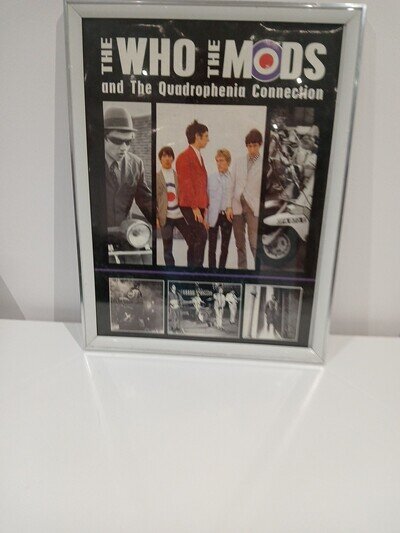 THE WHO THE MODS
and The Quadrophenia Connection